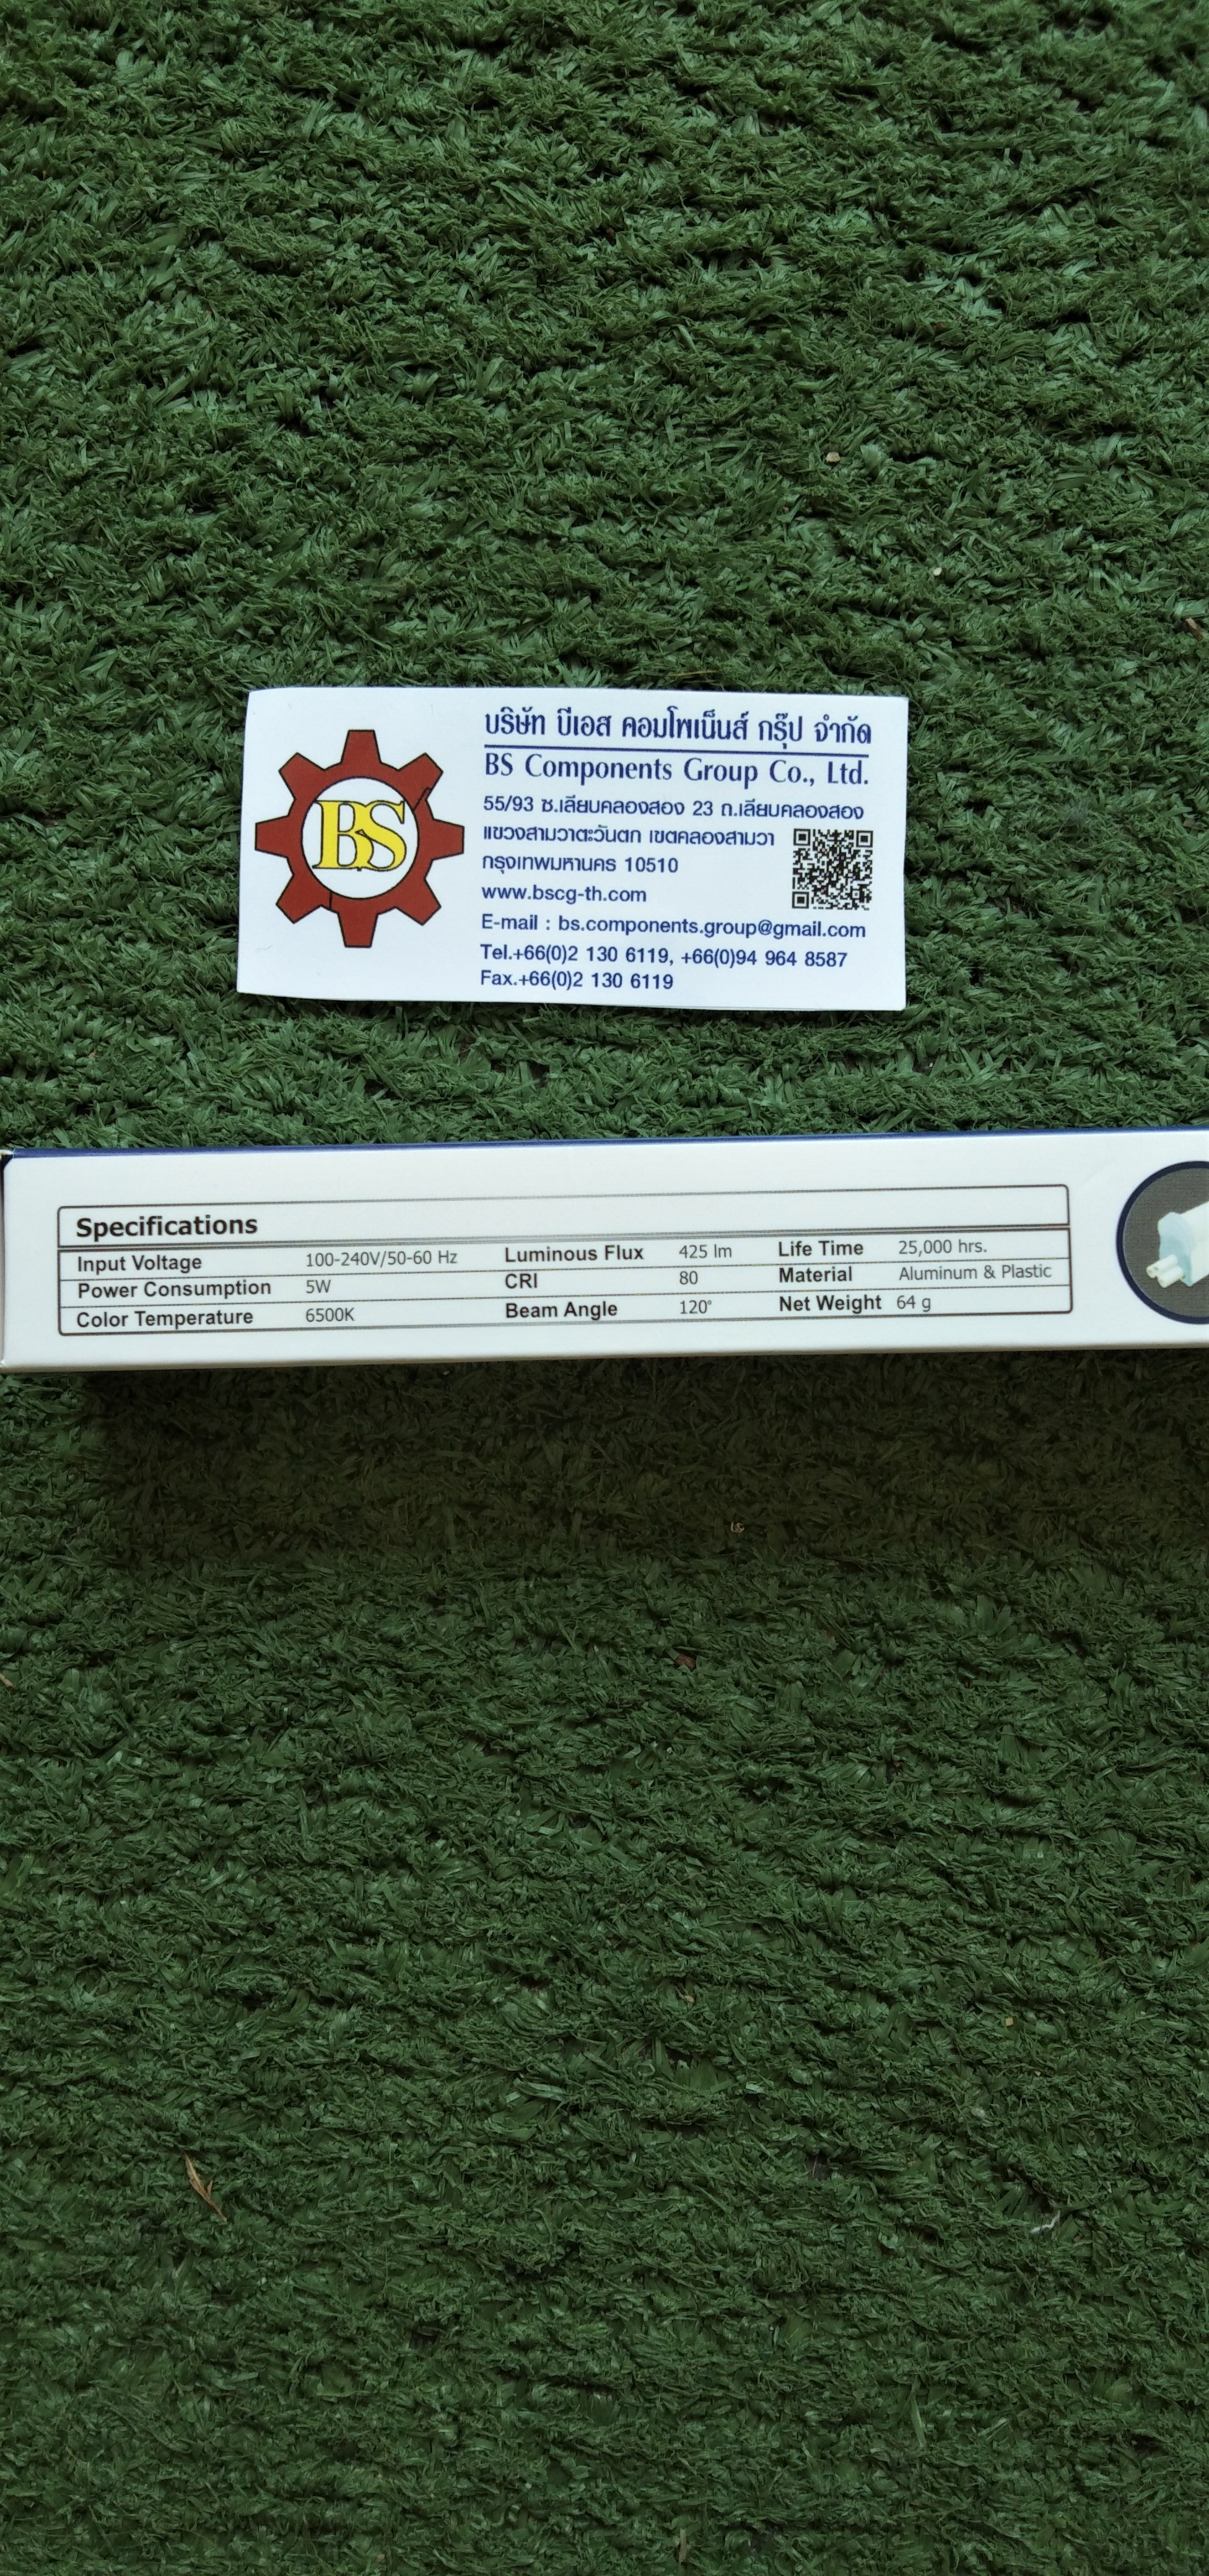 BS
บริษัท บีเอส คอมโพเน็นส์ กรุ๊ป จำกัด
BS Components Group Co., Ltd.
55/93 ซ.เลียบคลองสอง 23 ถ.เลียบคลองสอง
แขวงสามวาตะวันตก เขตคลองสามวา
กรุงเทพมหานคร 10510
www.bscg-th.com
E-mail : bs.components.group@gmail.com
Tel.+66(0)2 130 6119, +66(0)94 964 8587
Fax.+66(0)2 130 6119
Specifications
Input Voltage 100-240V/50-60 Hz Luminous Flux 425 lm Life Time 25,000 hrs.
Power Consumption 5W CRI 80 Material Aluminum & Plastic
Color Temperature 6500K Beam Angle 120° Net Weight 64 g